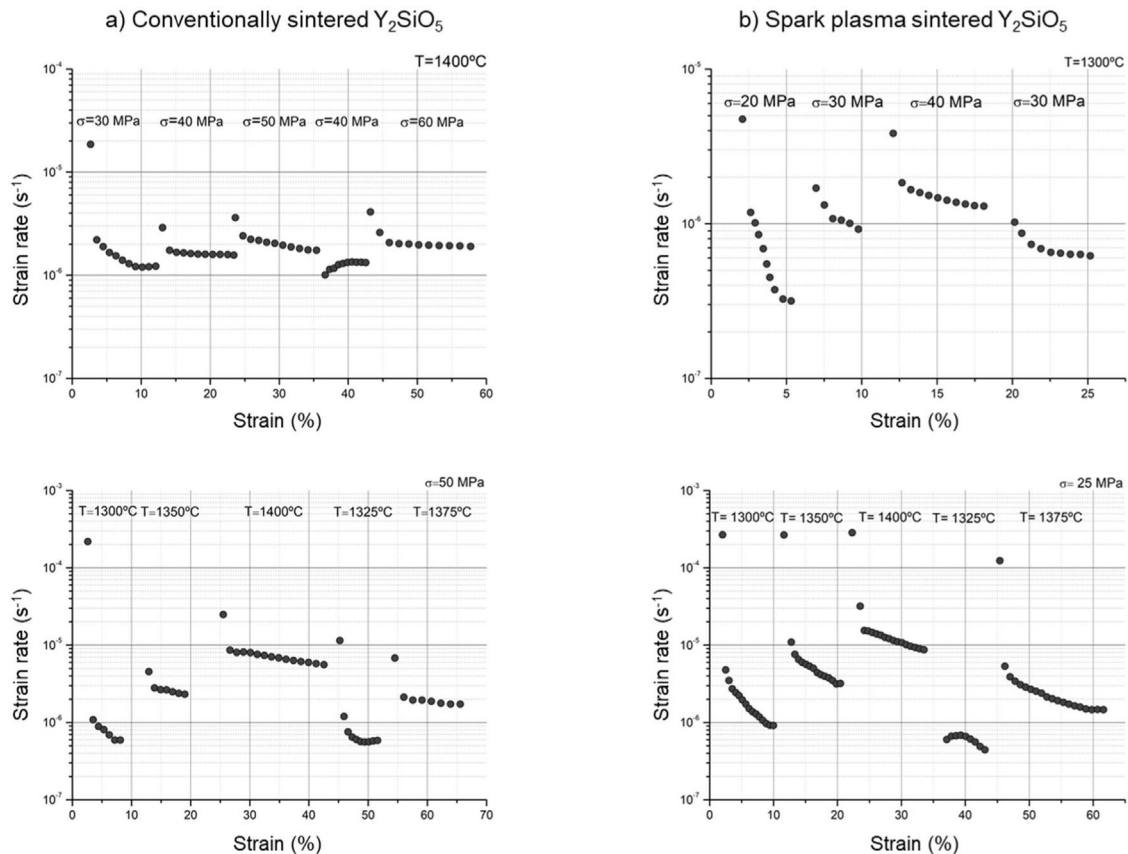 a) Conventionally sintered Y₂SiO₅
T=1400ºC
10⁻⁴
σ=30 MPa σ=40 MPa σ=50 MPa σ=40 MPa σ=60 MPa
10⁻⁵
10⁻⁶
10⁻⁷
Strain rate (s⁻¹)
0 10 20 30 40 50 60
Strain (%)
b) Spark plasma sintered Y₂SiO₅
T=1300ºC
10⁻⁵
σ=20 MPa σ=30 MPa σ=40 MPa σ=30 MPa
10⁻⁶
10⁻⁷
Strain rate (s⁻¹)
0 5 10 15 20 25
Strain (%)
σ=50 MPa
10⁻³
T=1300ºC T=1350ºC T=1400ºC T=1325ºC T=1375ºC
10⁻⁴
10⁻⁵
10⁻⁶
10⁻⁷
Strain rate (s⁻¹)
0 10 20 30 40 50 60 70
Strain (%)
σ= 25 MPa
10⁻³
T= 1300ºC T= 1350ºC T= 1400ºC T= 1325ºC T= 1375ºC
10⁻⁴
10⁻⁵
10⁻⁶
10⁻⁷
Strain rate (s⁻¹)
0 10 20 30 40 50 60
Strain (%)